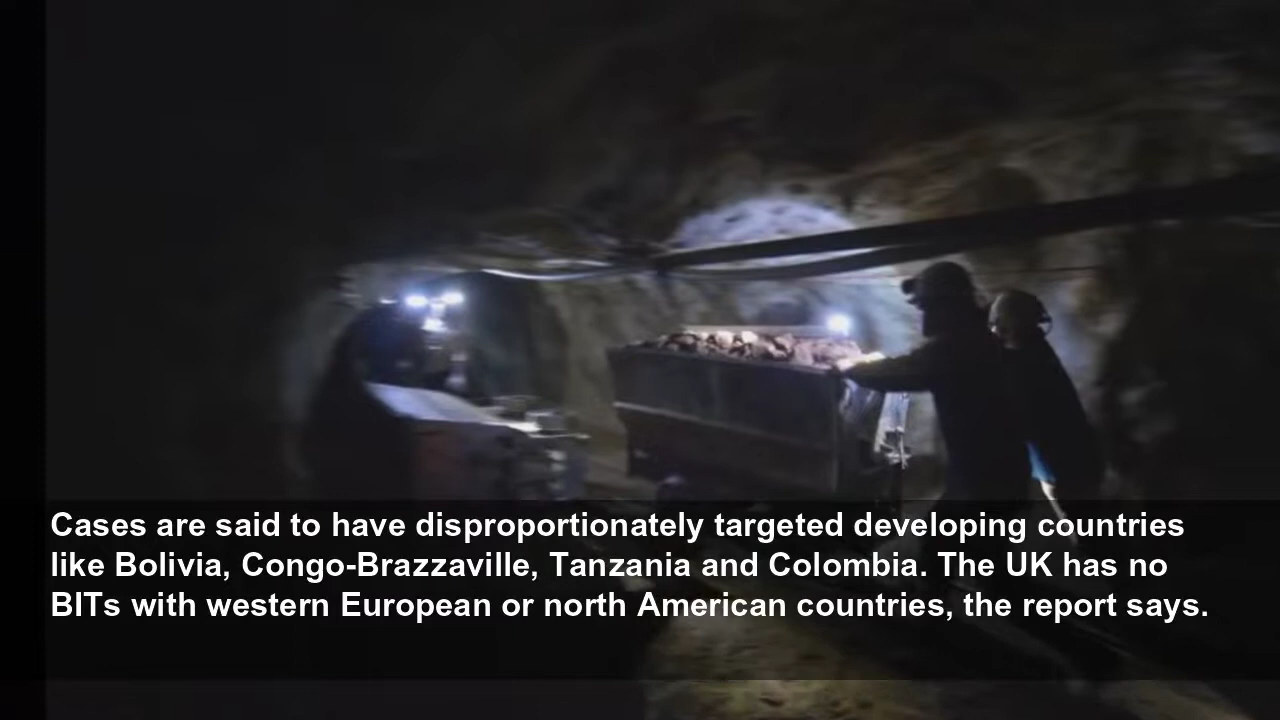 Cases are said to have disproportionately targeted developing countries
like Bolivia, Congo-Brazzaville, Tanzania and Colombia. The UK has no
BITs with western European or north American countries, the report says.